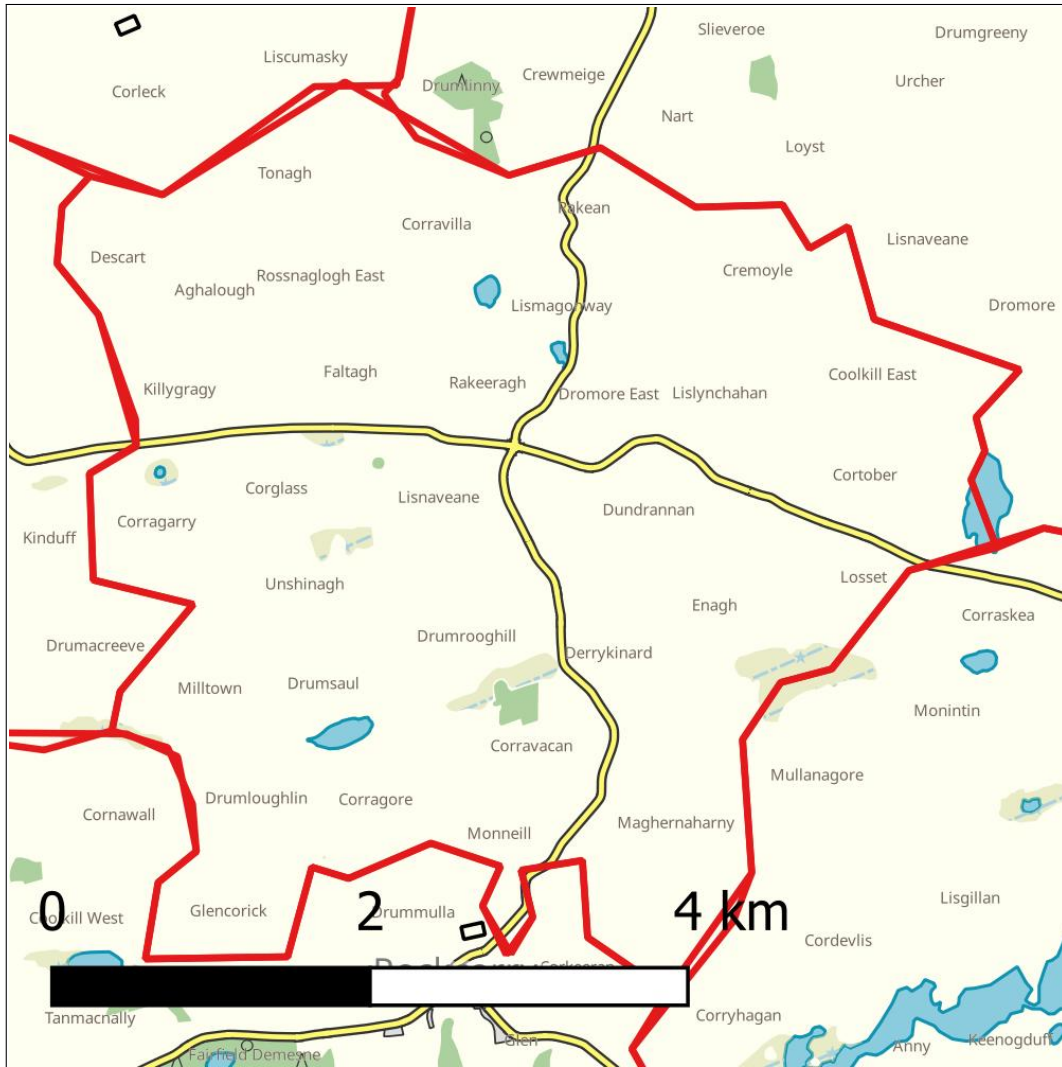 Slieveroe
Drumgreeny
Liscumasky
Crewmeige
Urcher
Drumlinny
Corleck
Nart
Loyst
Tonagh
Rakean
Corravilla
Lisnaveane
Descart
Cremoyle
Rossnaglogh East
Aghalough
Lismagonway
Dromore
Faltagh
Coolkill East
Rakeeragh
Killygragy
Dromore East
Lislynchahan
Cortober
Corglass
Lisnaveane
Dundrannan
Corragarry
Kinduff
Losset
Unshinagh
Enagh
Corraskea
Drumrooghill
Drumacreeve
Derrykinard
Drumsaul
Milltown
Monintin
Corravacan
Mullanagore
Drumloughlin
Corragore
Cornawall
Maghernaharny
Monneill
Lisgillan
0
2
4 km
Glencorick
Drummulla
Coolkill West
Cordevlis
Tanmacnally
Corryhagan
Glen
Keenogduff
Anny
Fairfield Demesne